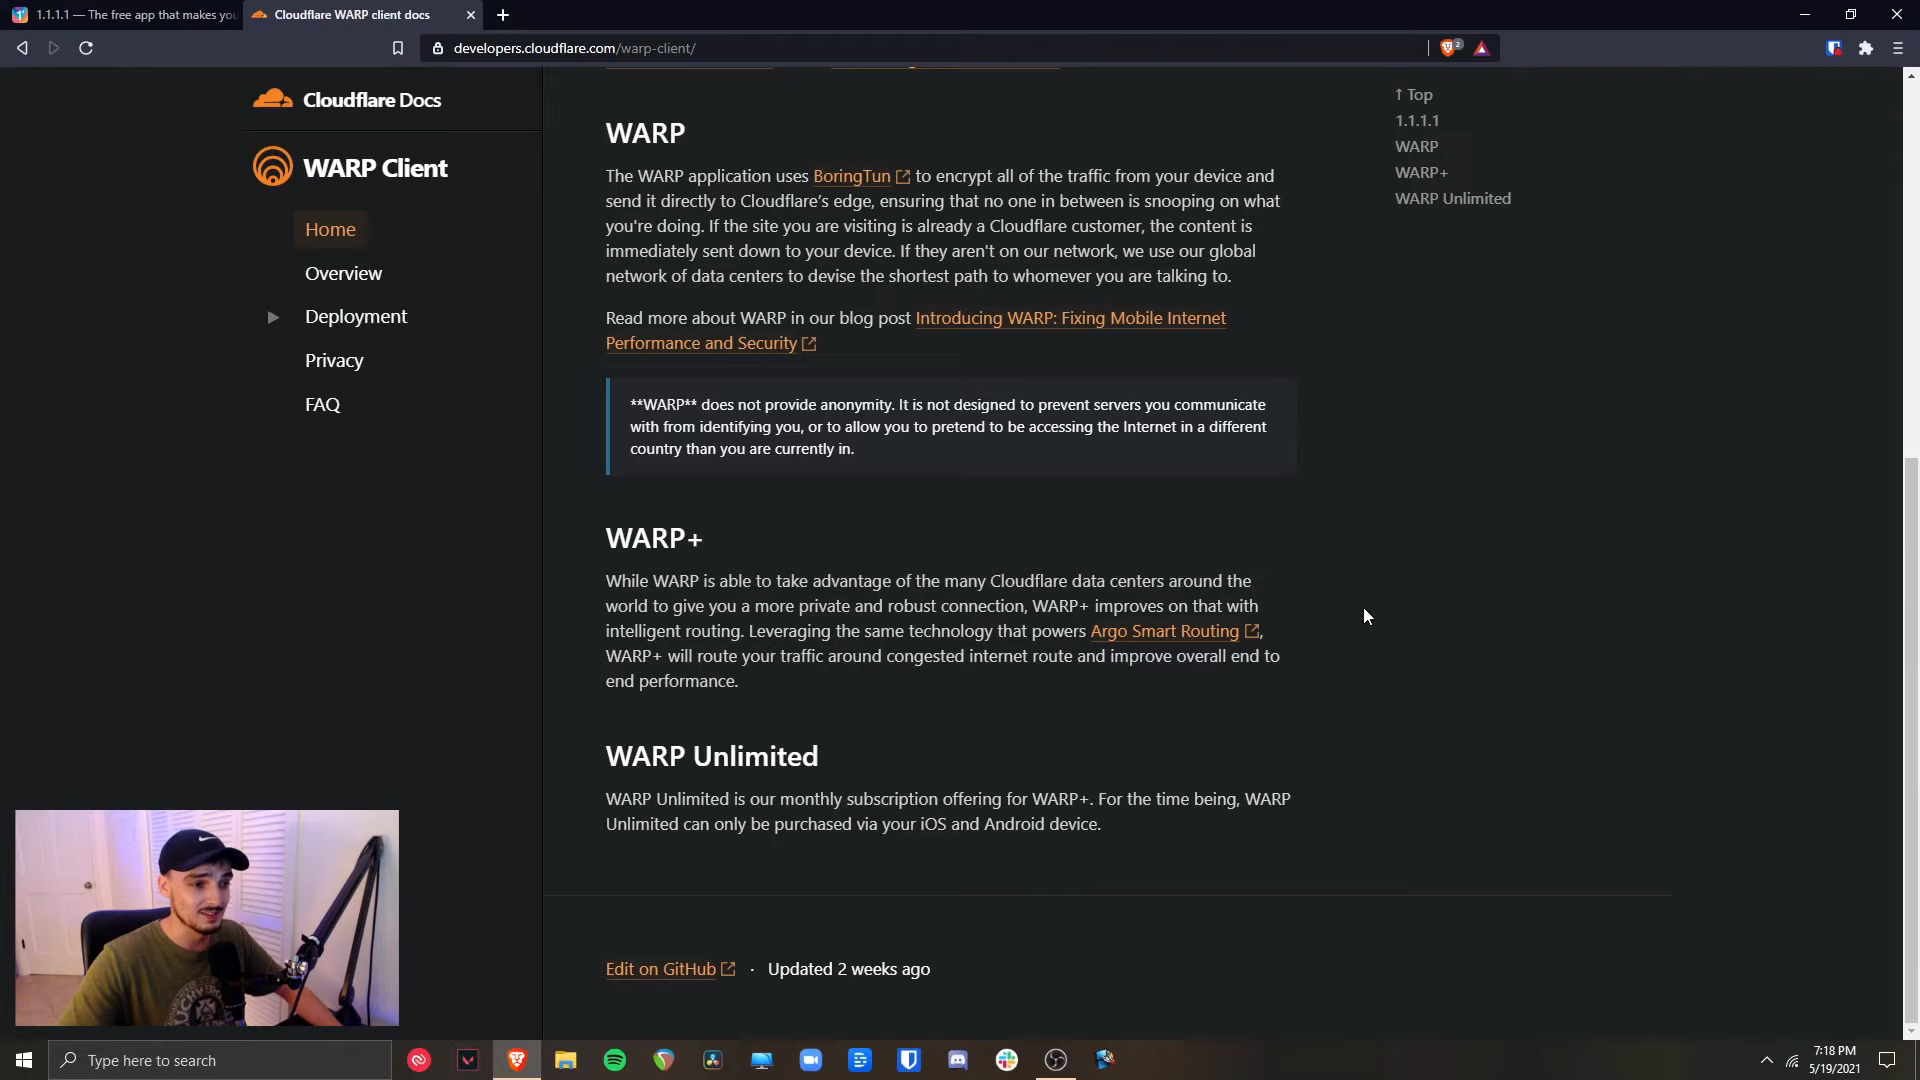 1.1.1.1 — The free app that makes you
Cloudflare WARP client docs
developers.cloudflare.com/warp-client/
2
Cloudflare Docs
WARP Client
Home
Overview
Deployment
Privacy
FAQ
WARP
The WARP application uses BoringTun to encrypt all of the traffic from your device and
send it directly to Cloudflare’s edge, ensuring that no one in between is snooping on what
you're doing. If the site you are visiting is already a Cloudflare customer, the content is
immediately sent down to your device. If they aren't on our network, we use our global
network of data centers to devise the shortest path to whomever you are talking to.
Read more about WARP in our blog post Introducing WARP: Fixing Mobile Internet
Performance and Security
**WARP** does not provide anonymity. It is not designed to prevent servers you communicate
with from identifying you, or to allow you to pretend to be accessing the Internet in a different
country than you are currently in.
WARP+
While WARP is able to take advantage of the many Cloudflare data centers around the
world to give you a more private and robust connection, WARP+ improves on that with
intelligent routing. Leveraging the same technology that powers Argo Smart Routing,
WARP+ will route your traffic around congested internet route and improve overall end to
end performance.
WARP Unlimited
WARP Unlimited is our monthly subscription offering for WARP+. For the time being, WARP
Unlimited can only be purchased via your iOS and Android device.
Edit on GitHub · Updated 2 weeks ago
↑ Top
1.1.1.1
WARP
WARP+
WARP Unlimited
Type here to search
7:18 PM
5/19/2021